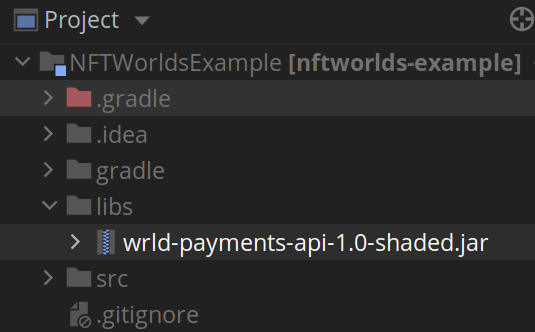 Project
NFTWorldsExample [nftworlds-example]
.gradle
.idea
gradle
libs
wrld-payments-api-1.0-shaded.jar
src
.gitignore